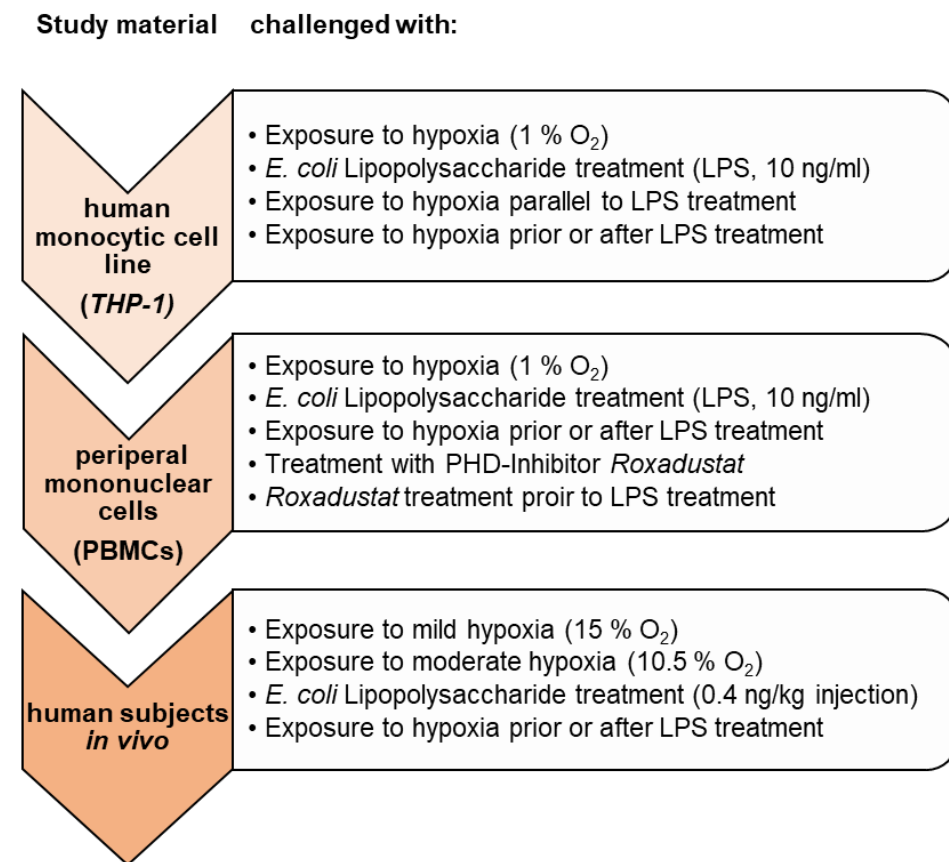 Study material challenged with:
human
monocytic cell
line
(THP-1)
• Exposure to hypoxia (1 % O₂)
• E. coli Lipopolysaccharide treatment (LPS, 10 ng/ml)
• Exposure to hypoxia parallel to LPS treatment
• Exposure to hypoxia prior or after LPS treatment
periperal
mononuclear
cells
(PBMCs)
• Exposure to hypoxia (1 % O₂)
• E. coli Lipopolysaccharide treatment (LPS, 10 ng/ml)
• Exposure to hypoxia prior or after LPS treatment
• Treatment with PHD-Inhibitor Roxadustat
• Roxadustat treatment proir to LPS treatment
human subjects
in vivo
• Exposure to mild hypoxia (15 % O₂)
• Exposure to moderate hypoxia (10.5 % O₂)
• E. coli Lipopolysaccharide treatment (0.4 ng/kg injection)
• Exposure to hypoxia prior or after LPS treatment